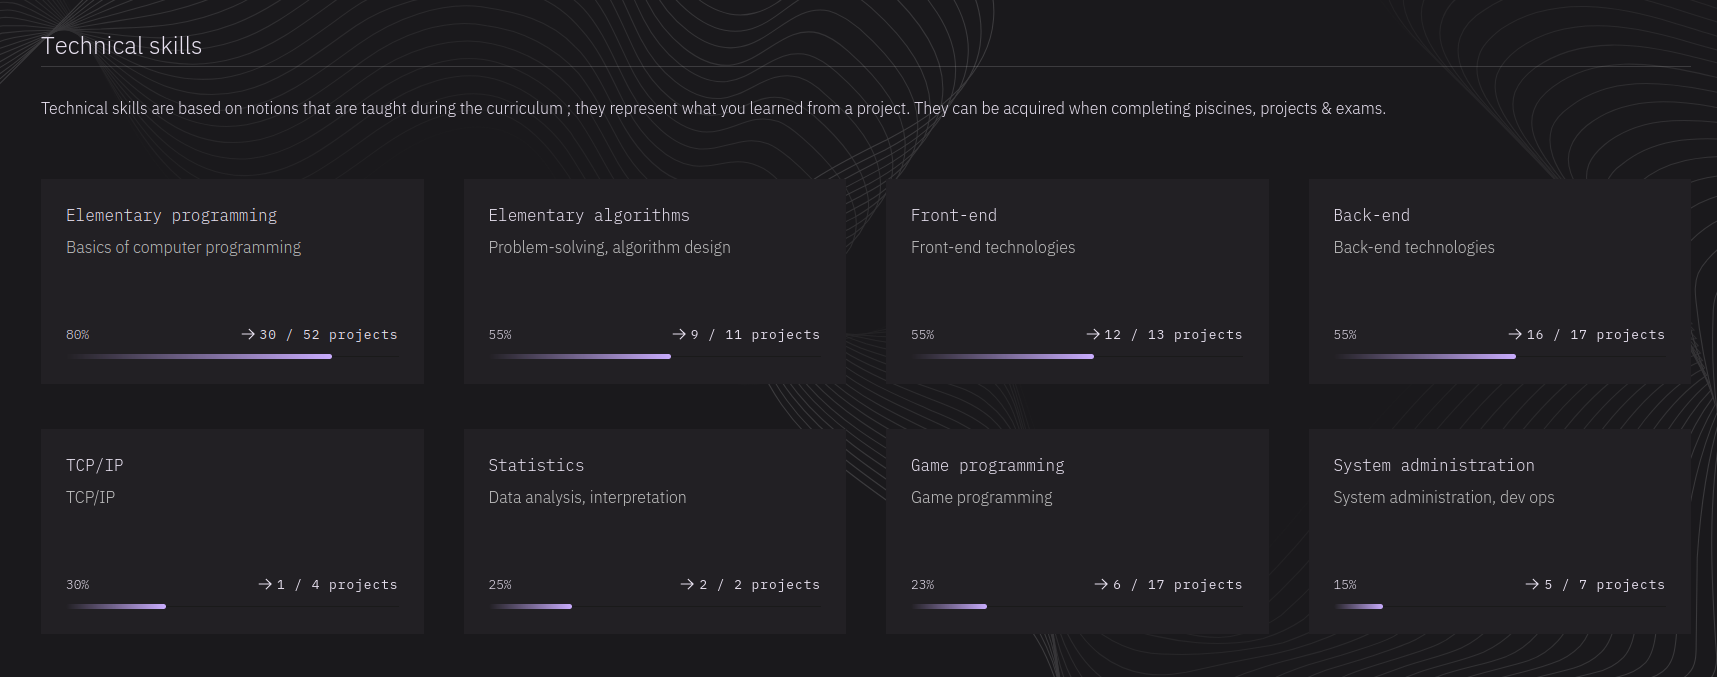 Technical skills
Technical skills are based on notions that are taught during the curriculum ; they represent what you learned from a project. They can be acquired when completing piscines, projects & exams.
Elementary programming
Basics of computer programming
80% → 30 / 52 projects
Elementary algorithms
Problem-solving, algorithm design
55% → 9 / 11 projects
Front-end
Front-end technologies
55% → 12 / 13 projects
Back-end
Back-end technologies
55% → 16 / 17 projects
TCP/IP
TCP/IP
30% → 1 / 4 projects
Statistics
Data analysis, interpretation
25% → 2 / 2 projects
Game programming
Game programming
23% → 6 / 17 projects
System administration
System administration, dev ops
15% → 5 / 7 projects